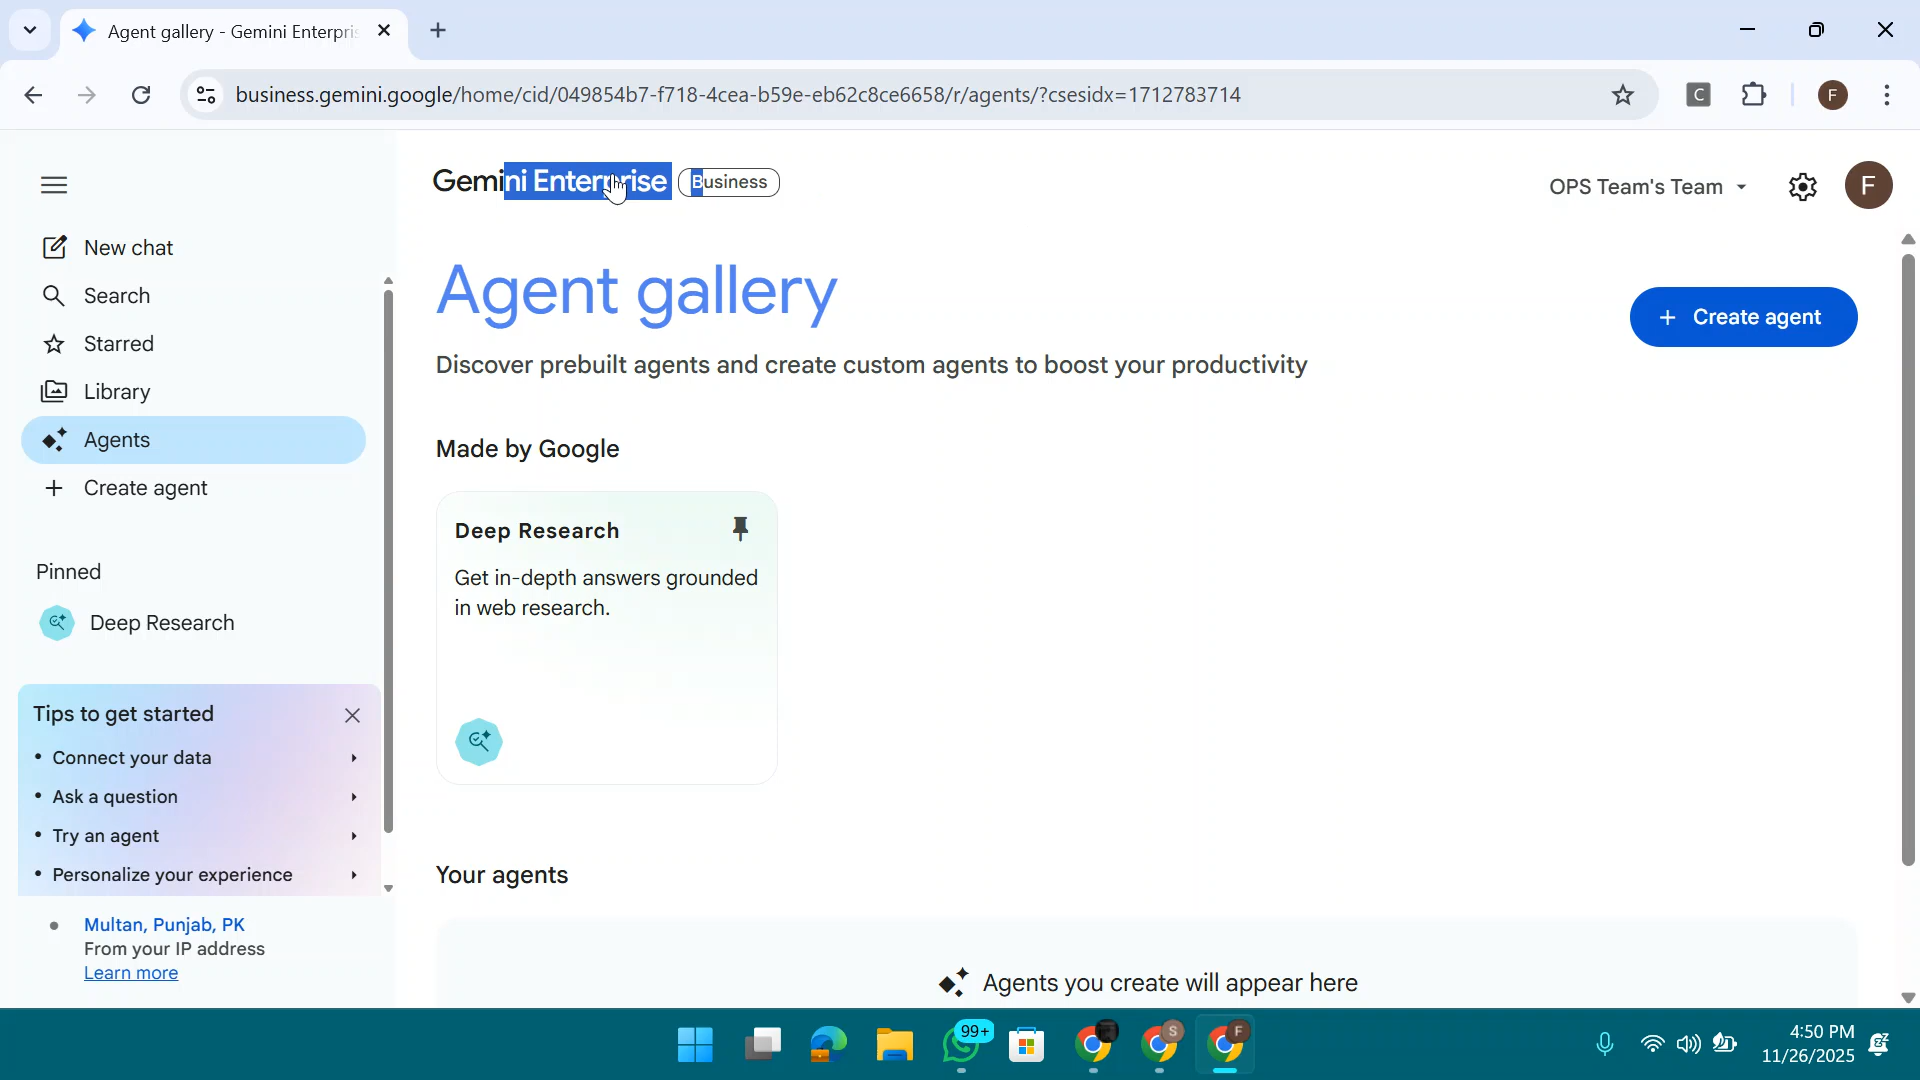 Agent gallery - Gemini Enterpri
business.gemini.google/home/cid/049854b7-f718-4cea-b59e-eb62c8ce6658/r/agents/?csesidx=1712783714
C
F
Gemini Enterprise
Business
OPS Team's Team
F
New chat
Search
Starred
Library
Agents
Create agent
Pinned
Deep Research
Tips to get started
• Connect your data
• Ask a question
• Try an agent
• Personalize your experience
Multan, Punjab, PK
From your IP address
Learn more
Agent gallery
Discover prebuilt agents and create custom agents to boost your productivity
+ Create agent
Made by Google
Deep Research
Get in-depth answers grounded
in web research.
Your agents
Agents you create will appear here
99+
S
F
4:50 PM
11/26/2025